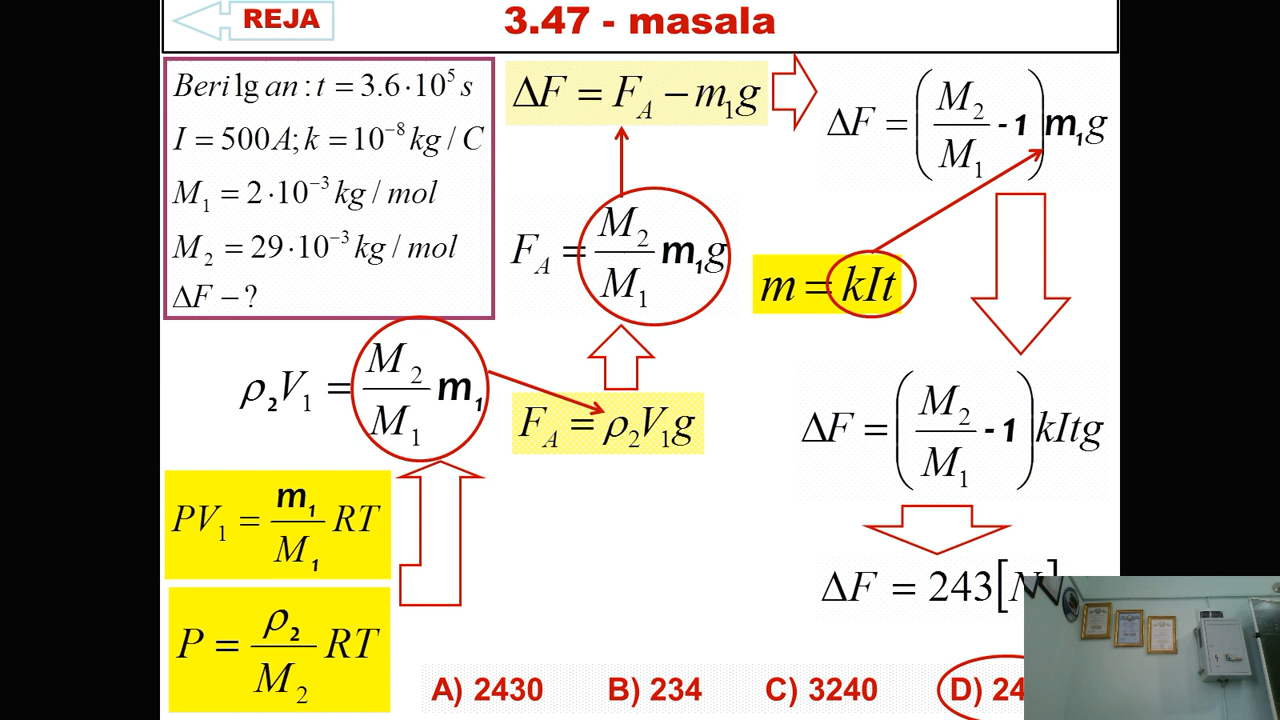 REJA
3.47 - masala
Berilgan : t = 3.6·10⁵ s
I = 500A; k = 10⁻⁸ kg / C
M₁ = 2·10⁻³ kg / mol
M₂ = 29·10⁻³ kg / mol
ΔF − ?
ΔF = F_A − m₁g
ΔF = (M₂/M₁ - 1) m₁g
F_A = M₂/M₁ m₁g
m = kIt
ρ₂V₁ = M₂/M₁ m₁
F_A = ρ₂V₁g
ΔF = (M₂/M₁ - 1) kItg
PV₁ = m₁/M₁ RT
P = ρ₂/M₂ RT
ΔF = 243[N]
A) 2430 B) 234 C) 3240 D) 24